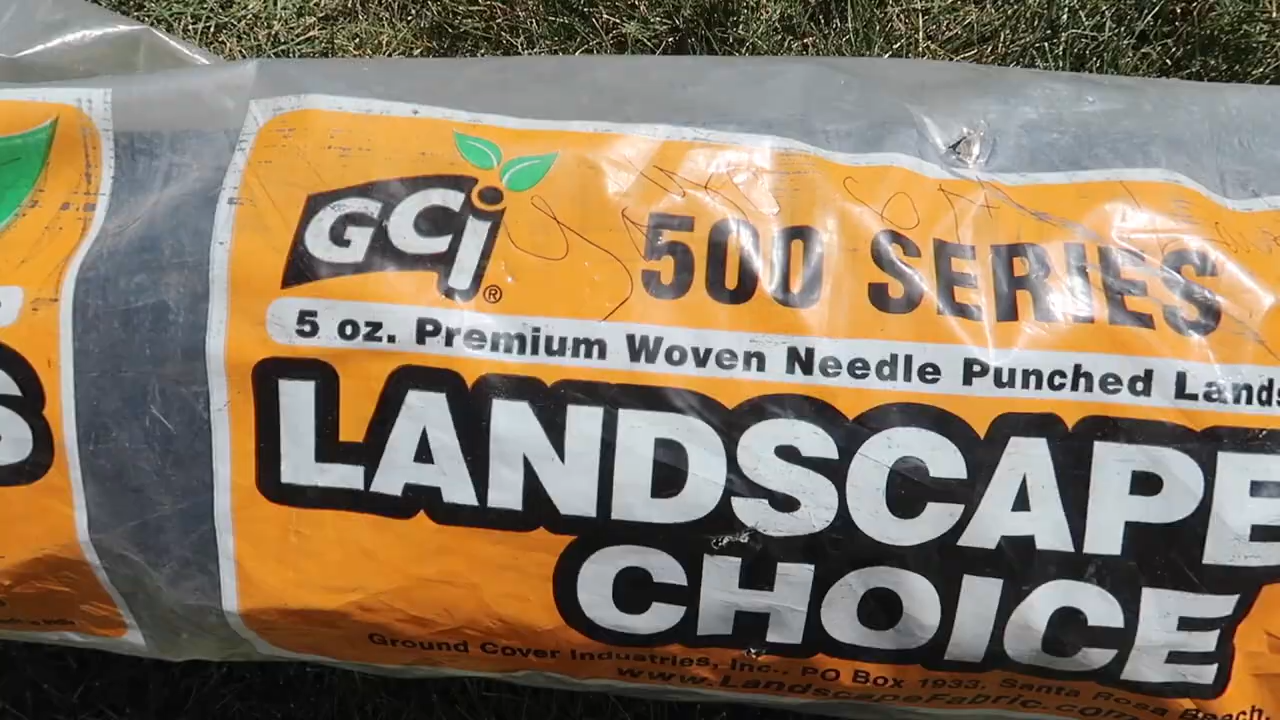 GCi®
500 SERIES
5 oz. Premium Woven Needle Punched Lands
LANDSCAPE
CHOICE
Ground Cover Industries, Inc., PO Box 1933, Santa Rosa Beach,
www.LandscapeFabric.com